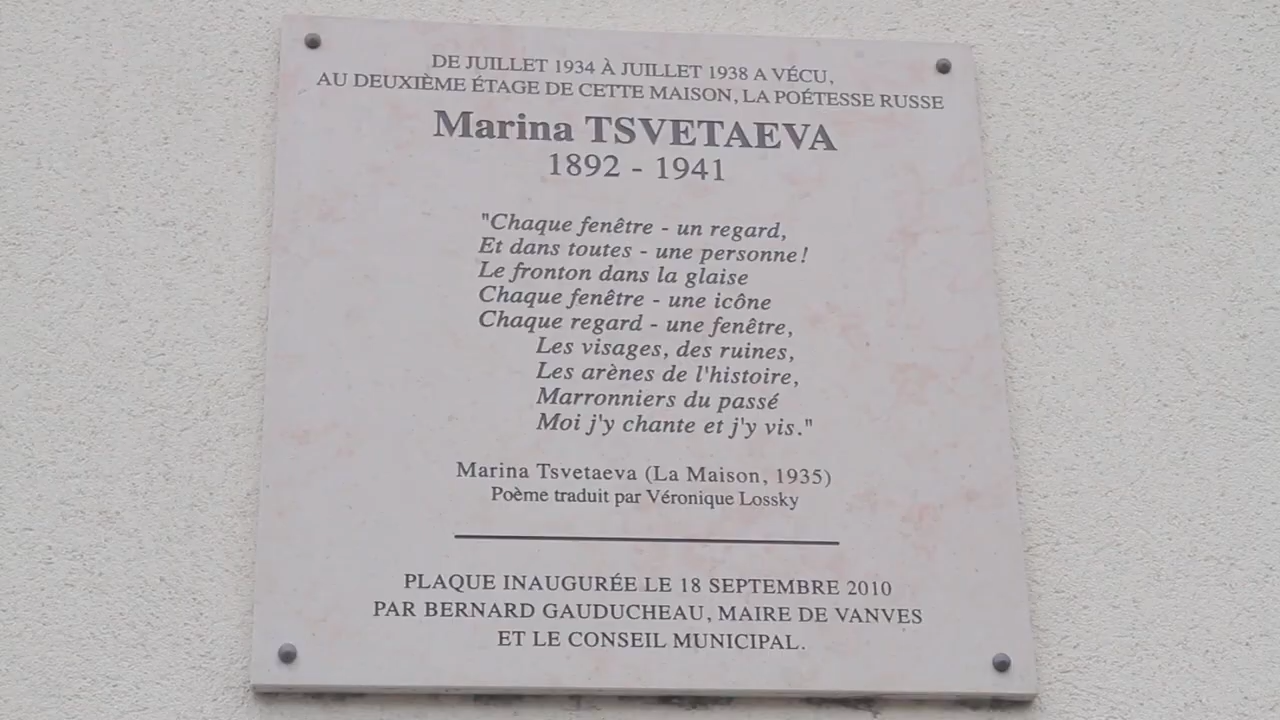 DE JUILLET 1934 À JUILLET 1938 A VÉCU,
AU DEUXIÈME ÉTAGE DE CETTE MAISON, LA POÉTESSE RUSSE
Marina TSVETAEVA
1892 - 1941
"Chaque fenêtre - un regard,
Et dans toutes - une personne !
Le fronton dans la glaise
Chaque fenêtre - une icône
Chaque regard - une fenêtre,
Les visages, des ruines,
Les arènes de l'histoire,
Marronniers du passé
Moi j'y chante et j'y vis."
Marina Tsvetaeva (La Maison, 1935)
Poème traduit par Véronique Lossky
PLAQUE INAUGURÉE LE 18 SEPTEMBRE 2010
PAR BERNARD GAUDUCHEAU, MAIRE DE VANVES
ET LE CONSEIL MUNICIPAL.